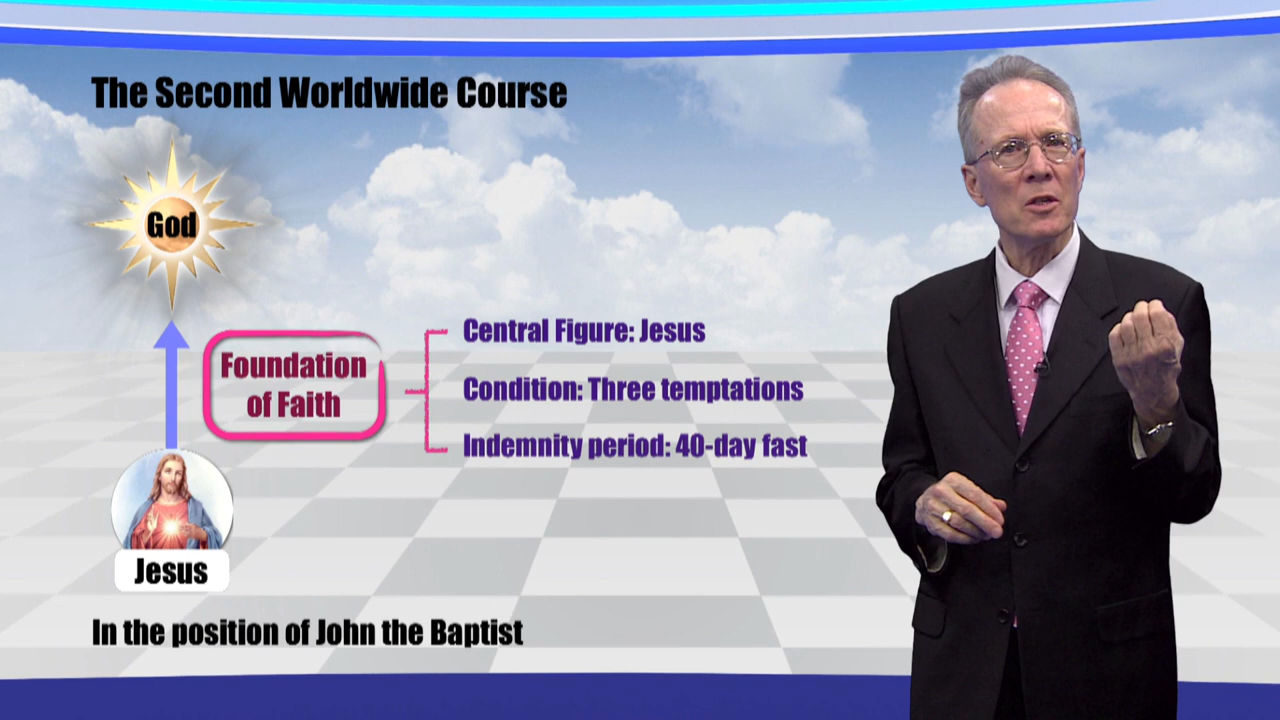 The Second Worldwide Course
God
Foundation
of Faith
Central Figure: Jesus
Condition: Three temptations
Indemnity period: 40-day fast
Jesus
In the position of John the Baptist